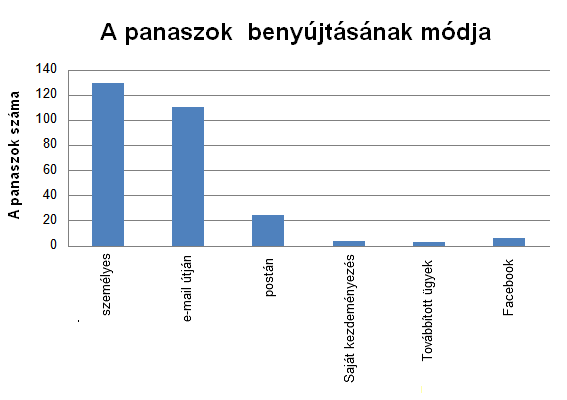 A panaszok  benyújtásának módja
A panaszok száma
140
120
100
80
60
40
20
0
személyes
e-mail útján
postán
Saját kezdeményezés
Továbbított ügyek
Facebook